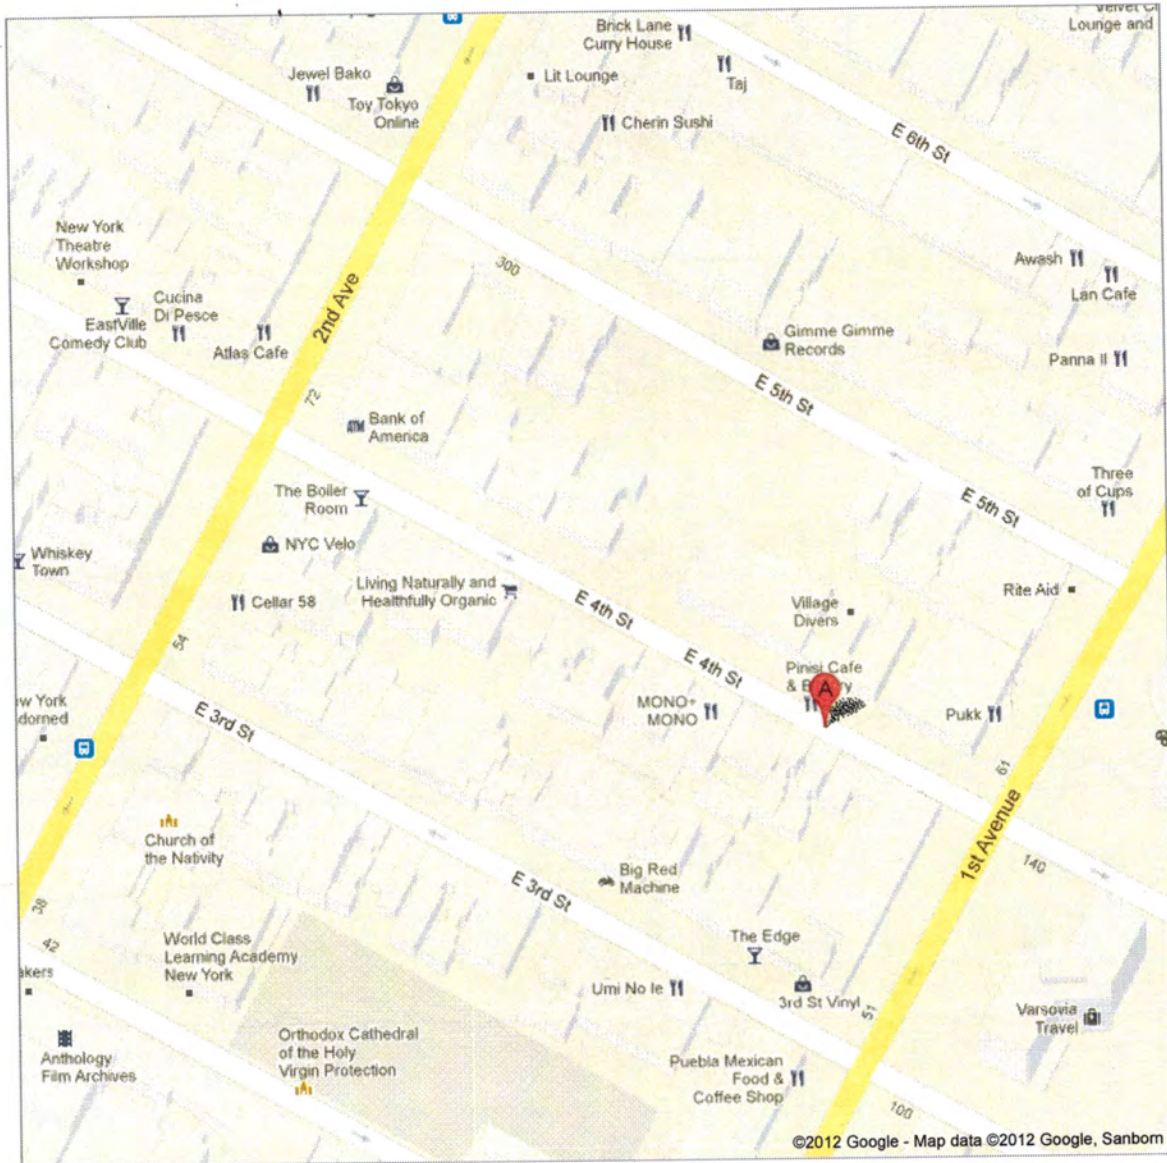 Velvet
Lounge and
Brick Lane
Curry House
Taj
Jewel Bako
Toy Tokyo
Online
Lit Lounge
Cherin Sushi
E 6th St
New York
Theatre
Workshop
EastVille
Comedy Club
Cucina
Di Pesce
Atlas Cafe
2nd Ave
300
Awash
Lan Cafe
Gimme Gimme
Records
Panna II
E 5th St
72
ATM
Bank of
America
The Boiler
Room
Three
of Cups
E 5th St
NYC Velo
Whiskey
Town
Living Naturally and
Healthfully Organic
Cellar 58
E 4th St
Village
Divers
Rite Aid
54
E 4th St
Pinisi Cafe
&
A
MONO+
MONO
Pukk
E 3rd St
61
1st Avenue
140
Church of
the Nativity
Big Red
Machine
E 3rd St
38
42
World Class
Learning Academy
New York
The Edge
Umi No Ie
3rd St Vinyl
51
Varsovia
Travel
Anthology
Film Archives
Orthodox Cathedral
of the Holy
Virgin Protection
Puebla Mexican
Food &
Coffee Shop
100
©2012 Google - Map data ©2012 Google, Sanborn